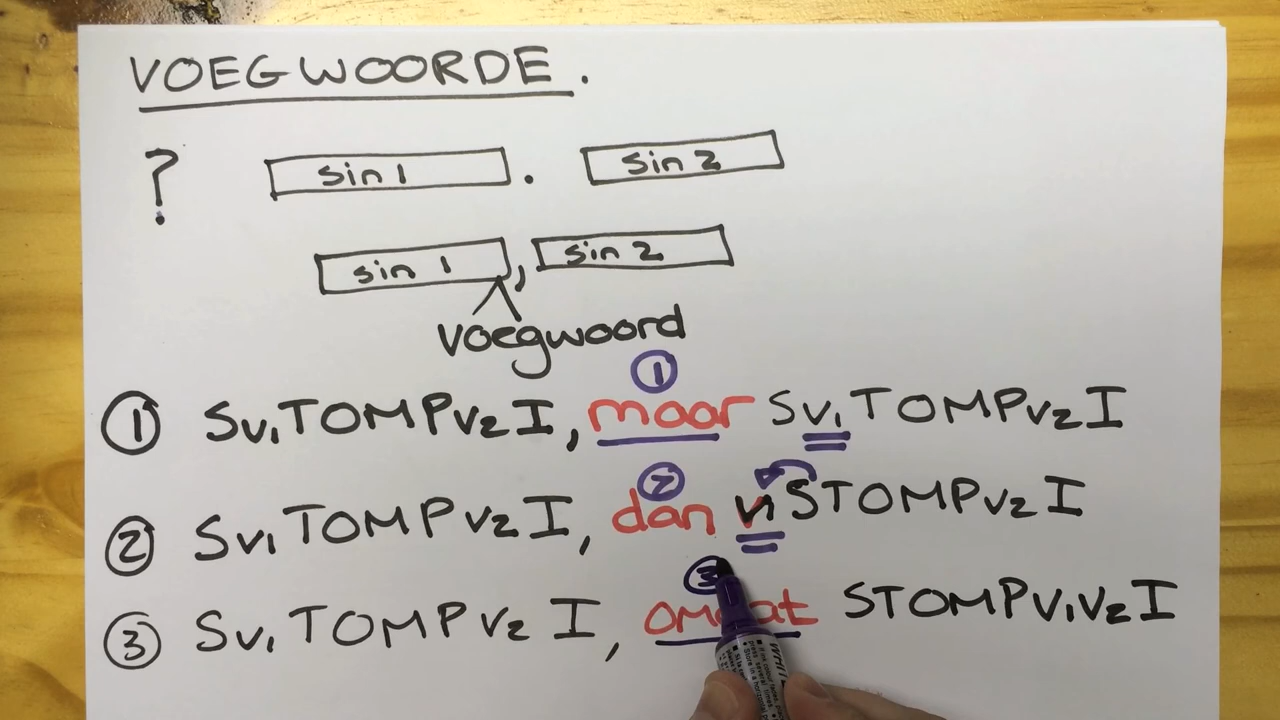 VOEGWOORDE.
? sin 1 . sin 2
sin 1 , sin 2
voegwoord
①
① Sv₁TOMPv₂I, maar Sv₁TOMPv₂I
②
② Sv₁TOMPv₂I, dan v₁STOMPv₂I
③
③ Sv₁TOMPv₂I, STOMPv₁v₂I